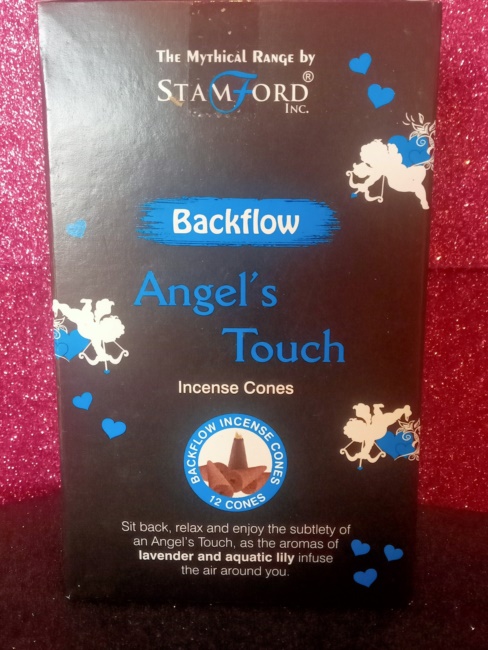 The Mythical Range by
STAMFORD®
INC.
Backflow
Angel's
Touch
Incense Cones
BACKFLOW INCENSE CONES
12 CONES
Sit back, relax and enjoy the subtlety of
an Angel's Touch, as the aromas of
lavender and aquatic lily infuse
the air around you.